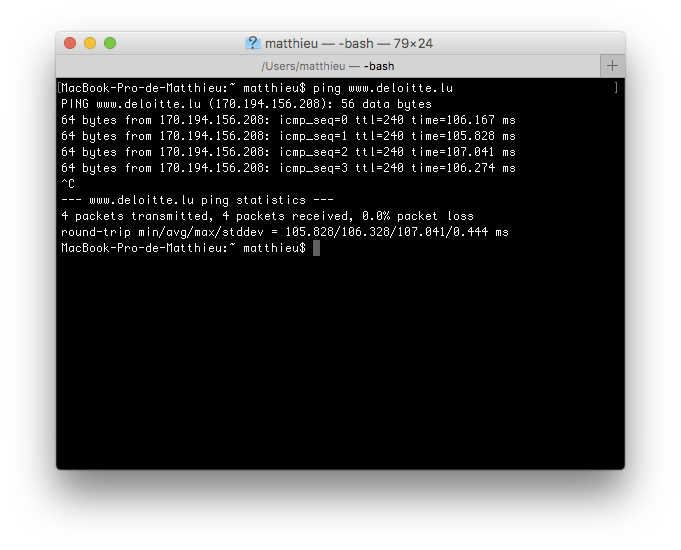 matthieu — -bash — 79×24
/Users/matthieu — -bash
[MacBook-Pro-de-Matthieu:~ matthieu$ ping www.deloitte.lu ]
PING www.deloitte.lu (170.194.156.208): 56 data bytes
64 bytes from 170.194.156.208: icmp_seq=0 ttl=240 time=106.167 ms
64 bytes from 170.194.156.208: icmp_seq=1 ttl=240 time=105.828 ms
64 bytes from 170.194.156.208: icmp_seq=2 ttl=240 time=107.041 ms
64 bytes from 170.194.156.208: icmp_seq=3 ttl=240 time=106.274 ms
^C
--- www.deloitte.lu ping statistics ---
4 packets transmitted, 4 packets received, 0.0% packet loss
round-trip min/avg/max/stddev = 105.828/106.328/107.041/0.444 ms
MacBook-Pro-de-Matthieu:~ matthieu$